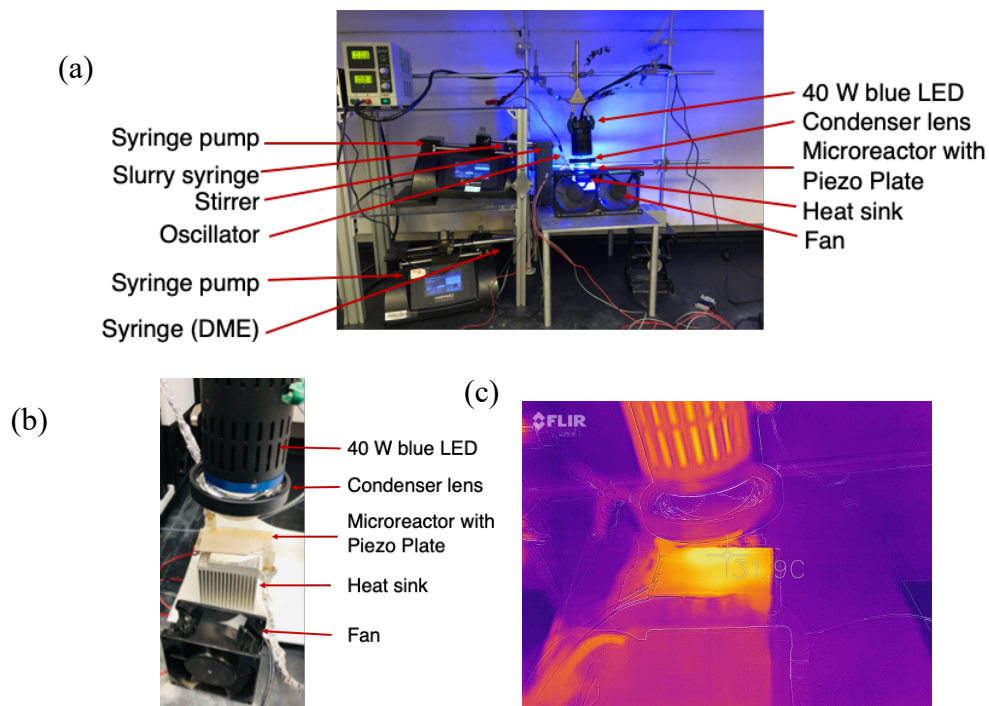 (a)
Syringe pump
Slurry syringe
Stirrer
Oscillator
Syringe pump
Syringe (DME)
40 W blue LED
Condenser lens
Microreactor with
Piezo Plate
Heat sink
Fan
(b)
40 W blue LED
Condenser lens
Microreactor with
Piezo Plate
Heat sink
Fan
(c)
FLIR
31.9C